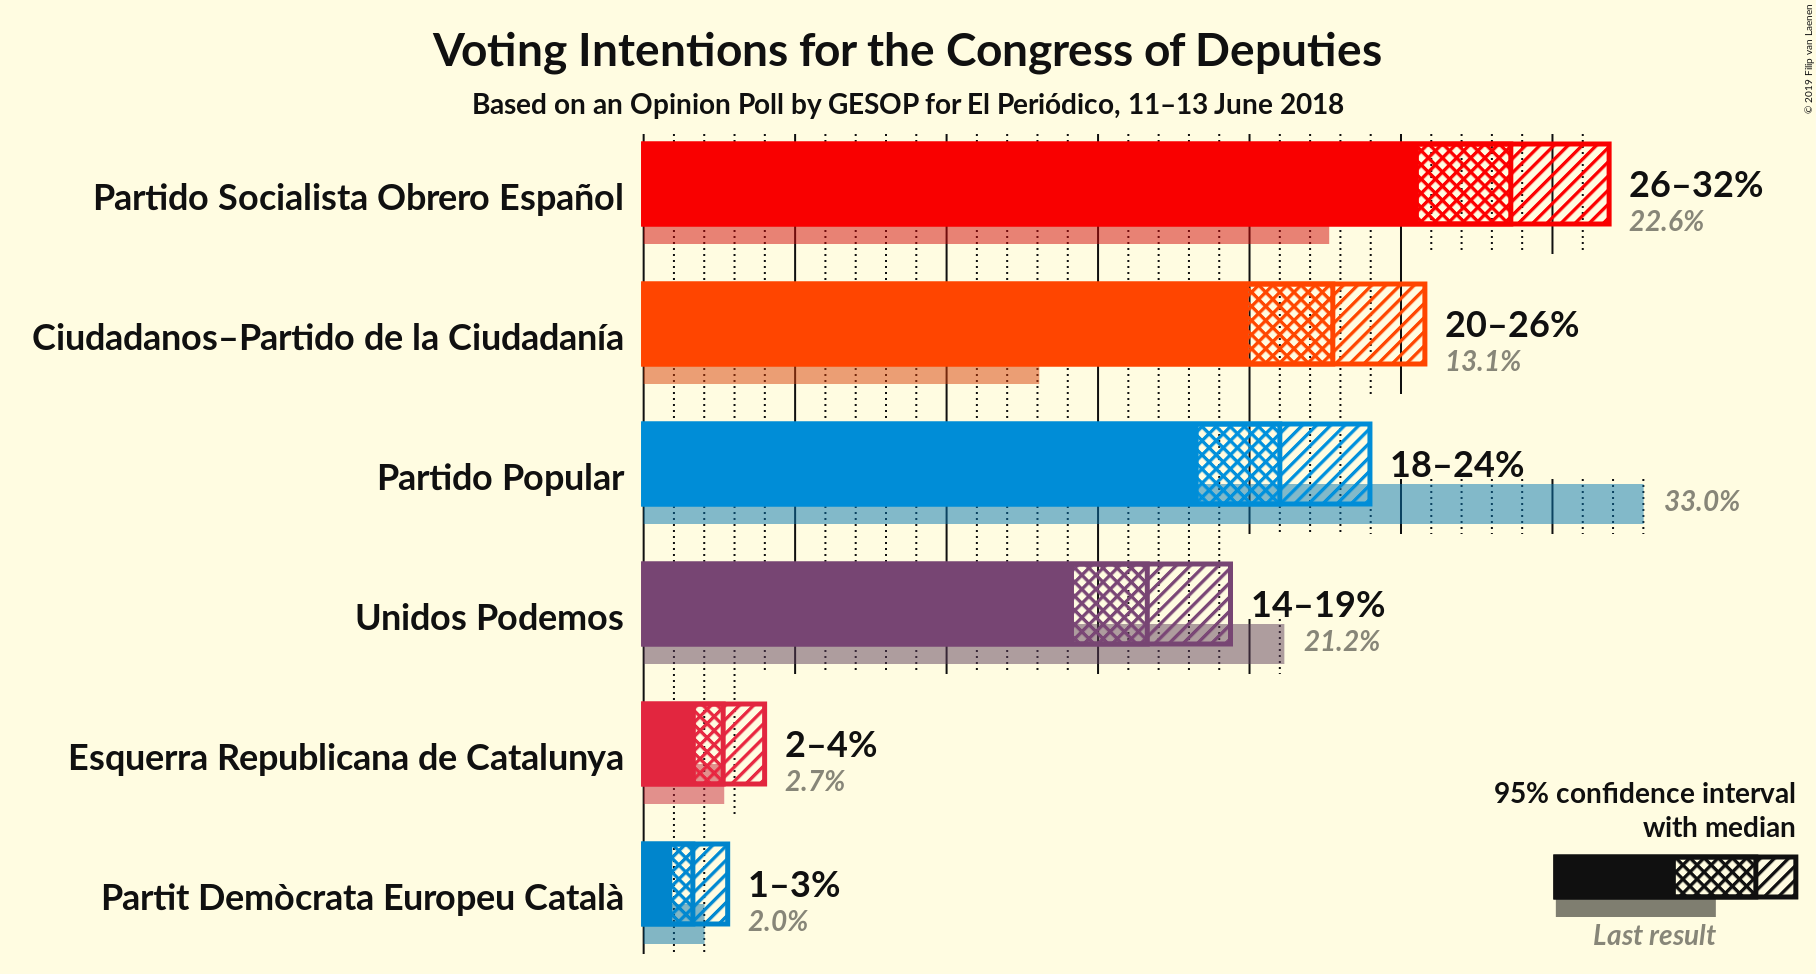 Voting Intentions for the Congress of Deputies
Based on an Opinion Poll by GESOP for El Periódico, 11–13 June 2018
© 2019 Filip van Laenen
Partido Socialista Obrero Español
26–32%
22.6%
Ciudadanos–Partido de la Ciudadanía
20–26%
13.1%
Partido Popular
18–24%
33.0%
Unidos Podemos
14–19%
21.2%
Esquerra Republicana de Catalunya
2–4%
2.7%
Partit Demòcrata Europeu Català
1–3%
2.0%
95% confidence interval
with median
Last result